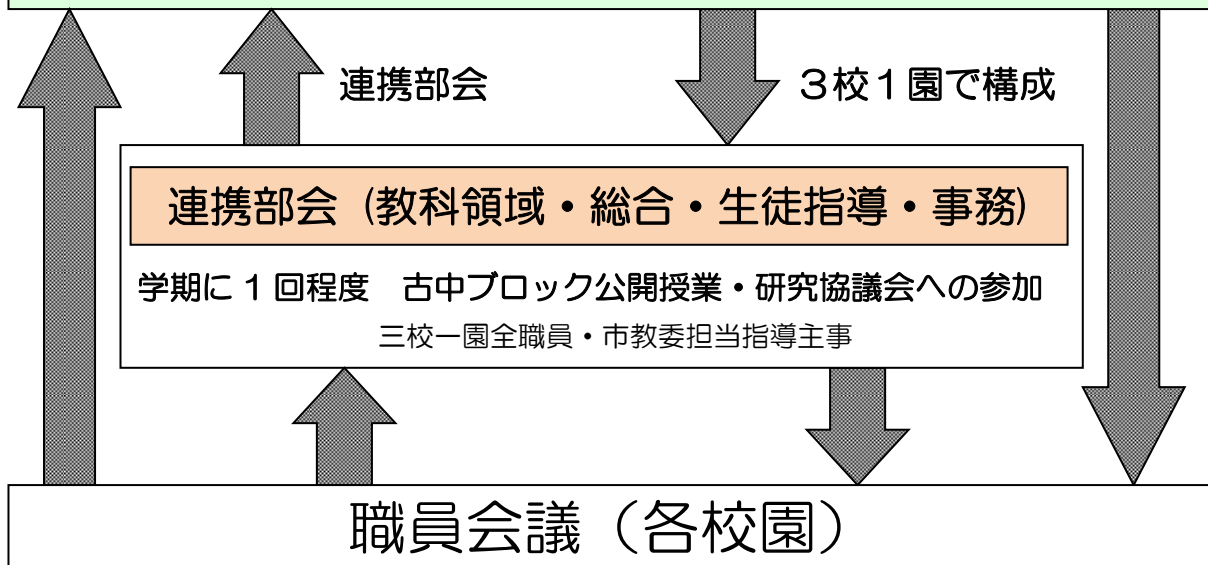 連携部会
３校１園で構成
連携部会（教科領域・総合・生徒指導・事務）
学期に１回程度　古中ブロック公開授業・研究協議会への参加
三校一園全職員・市教委担当指導主事
職員会議（各校園）